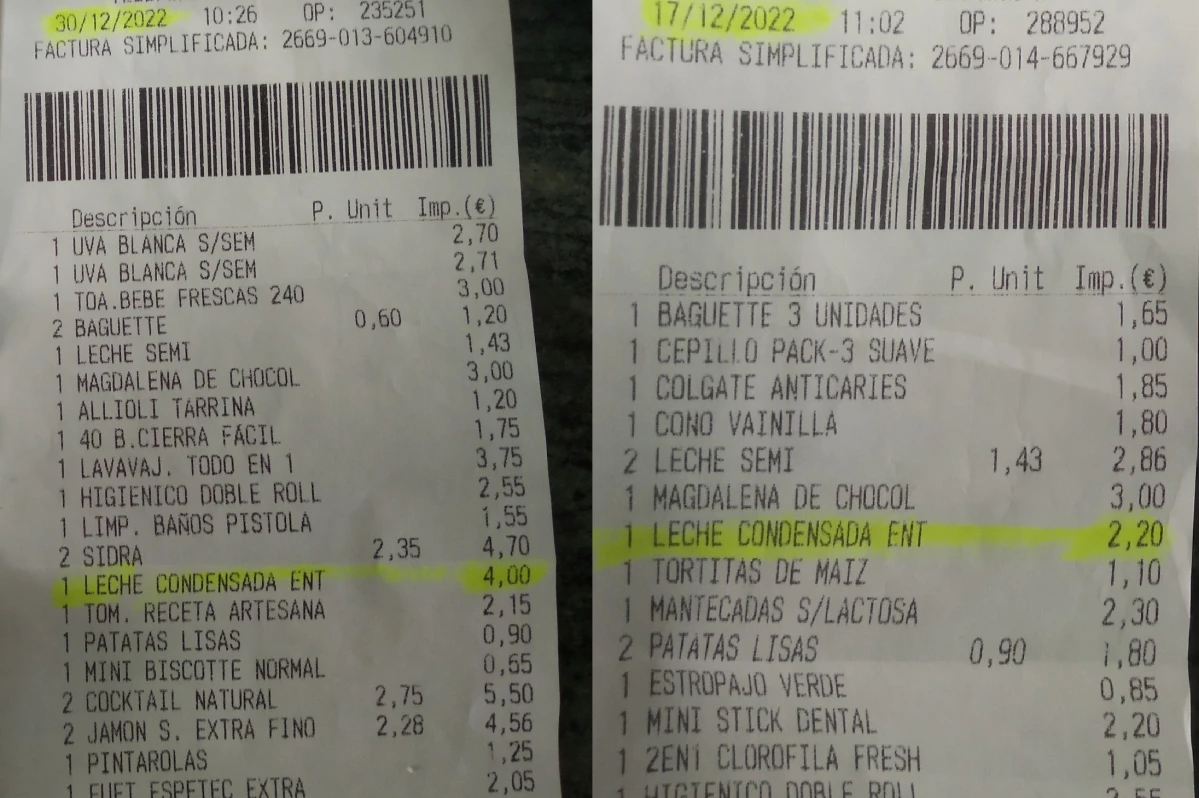 30/12/2022 10:26 OP: 235251
FACTURA SIMPLIFICADA: 2669-013-604910
Descripción P. Unit Imp.(€)
1 UVA BLANCA S/SEM 2,70
1 UVA BLANCA S/SEM 2,71
1 TOA.BEBE FRESCAS 240 3,00
2 BAGUETTE 0,60 1,20
1 LECHE SEMI 1,43
1 MAGDALENA DE CHOCOL 3,00
1 ALLIOLI TARRINA 1,20
1 40 B.CIERRA FÁCIL 1,75
1 LAVAVAJ. TODO EN 1 3,75
1 HIGIENICO DOBLE ROLL 2,55
1 LIMP. BAÑOS PISTOLA 1,55
2 SIDRA 2,35 4,70
1 LECHE CONDENSADA ENT 4,00
1 TOM. RECETA ARTESANA 2,15
1 PATATAS LISAS 0,90
1 MINI BISCOTTE NORMAL 0,65
2 COCKTAIL NATURAL 2,75 5,50
2 JAMON S. EXTRA FINO 2,28 4,56
1 PINTAROLAS 1,25
1 FUET ESPETEC EXTRA 2,05
17/12/2022 11:02 OP: 288952
FACTURA SIMPLIFICADA: 2669-014-667929
Descripción P. Unit Imp.(€)
1 BAGUETTE 3 UNIDADES 1,65
1 CEPILLO PACK-3 SUAVE 1,00
1 COLGATE ANTICARIES 1,85
1 CONO VAINILLA 1,80
2 LECHE SEMI 1,43 2,86
1 MAGDALENA DE CHOCOL 3,00
1 LECHE CONDENSADA ENT 2,20
1 TORTITAS DE MAIZ 1,10
1 MANTECADAS S/LACTOSA 2,30
2 PATATAS LISAS 0,90 1,80
1 ESTROPAJO VERDE 0,85
1 MINI STICK DENTAL 2,20
1 2EN1 CLOROFILA FRESH 1,05
1 HIGIENICO DOBLE ROLL 2,55